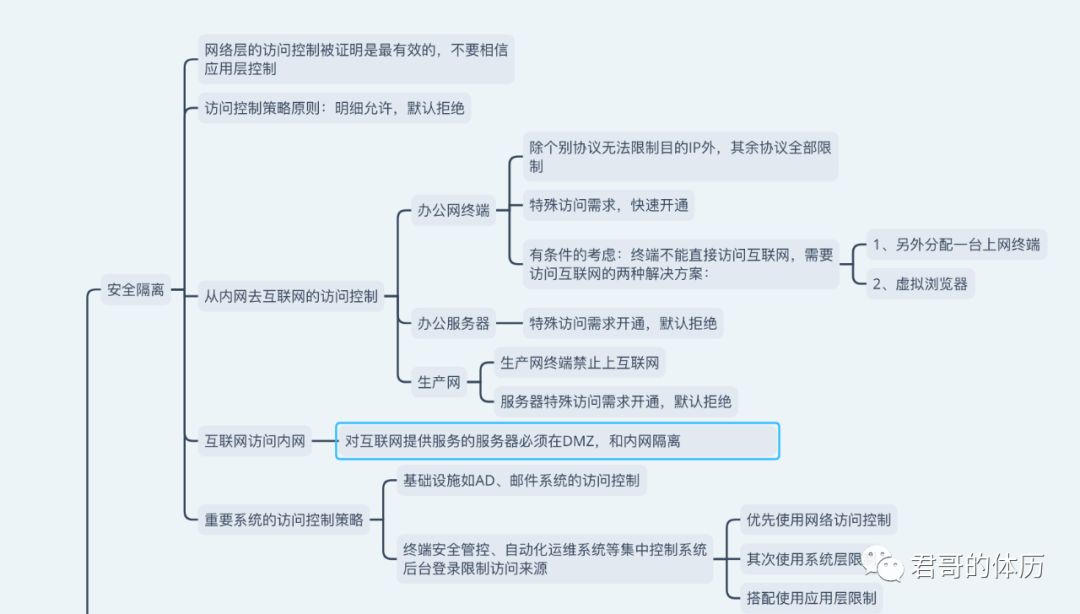 网络层的访问控制被证明是最有效的，不要相信
应用层控制
访问控制策略原则：明细允许，默认拒绝
除个别协议无法限制目的IP外，其余协议全部限
制
办公网终端
特殊访问需求，快速开通
有条件的考虑：终端不能直接访问互联网，需要
访问互联网的两种解决方案：
1、另外分配一台上网终端
2、虚拟浏览器
安全隔离
从内网去互联网的访问控制
办公服务器
特殊访问需求开通，默认拒绝
生产网
生产网终端禁止上互联网
服务器特殊访问需求开通，默认拒绝
互联网访问内网
对互联网提供服务的服务器必须在DMZ，和内网隔离
重要系统的访问控制策略
基础设施如AD、邮件系统的访问控制
终端安全管控、自动化运维系统等集中控制系统
后台登录限制访问来源
优先使用网络访问控制
其次使用系统层限
搭配使用应用层限制
君哥的体历